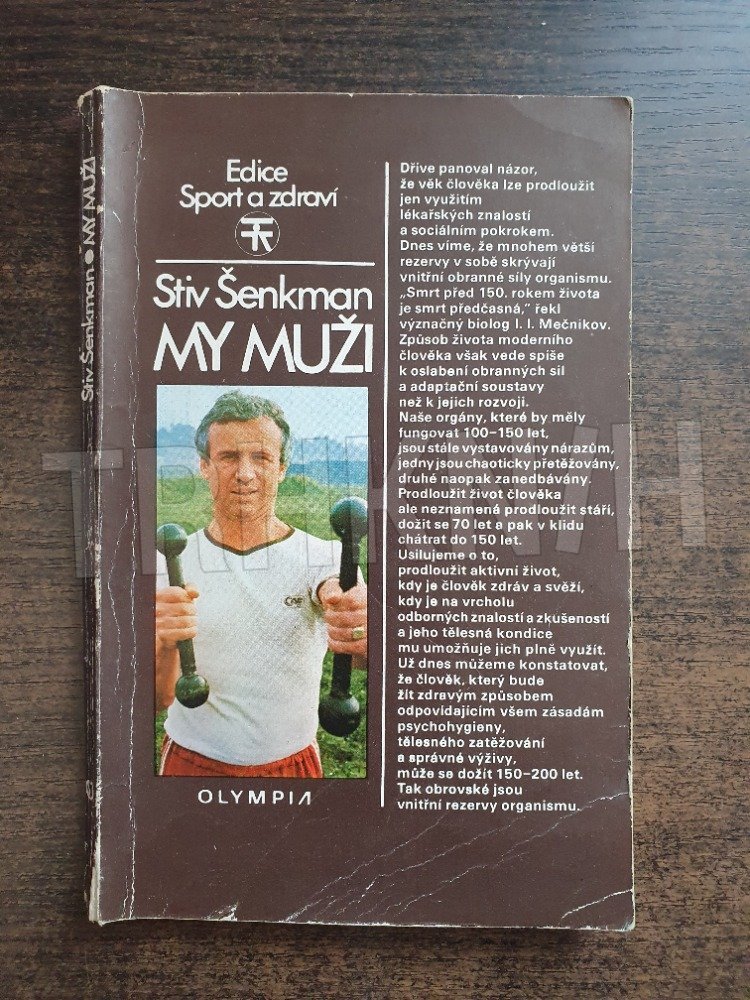 Stiv Šenkman ● MY MUŽI
Edice
Sport a zdraví
Stiv Šenkman
MY MUŽI
OLYMPIA
Dříve panoval názor,
že věk člověka lze prodloužit
jen využitím
lékařských znalostí
a sociálním pokrokem.
Dnes víme, že mnohem větší
rezervy v sobě skrývají
vnitřní obranné síly organismu.
„Smrt před 150. rokem života
je smrt předčasná,” řekl
význačný biolog I. I. Mečnikov.
Způsob života moderního
člověka však vede spíše
k oslabení obranných sil
a adaptační soustavy
než k jejich rozvoji.
Naše orgány, které by měly
fungovat 100–150 let,
jsou stále vystavovány nárazům,
jedny jsou chaoticky přetěžovány,
druhé naopak zanedbávány.
Prodloužit život člověka
ale neznamená prodloužit stáří,
dožít se 70 let a pak v klidu
chátrat do 150 let.
Usilujeme o to,
prodloužit aktivní život,
kdy je člověk zdráv a svěží,
kdy je na vrcholu
odborných znalostí a zkušeností
a jeho tělesná kondice
mu umožňuje jich plně využít.
Už dnes můžeme konstatovat,
že člověk, který bude
žít zdravým způsobem
odpovídajícím všem zásadám
psychohygieny,
tělesného zatěžování
a správné výživy,
může se dožít 150–200 let.
Tak obrovské jsou
vnitřní rezervy organismu.